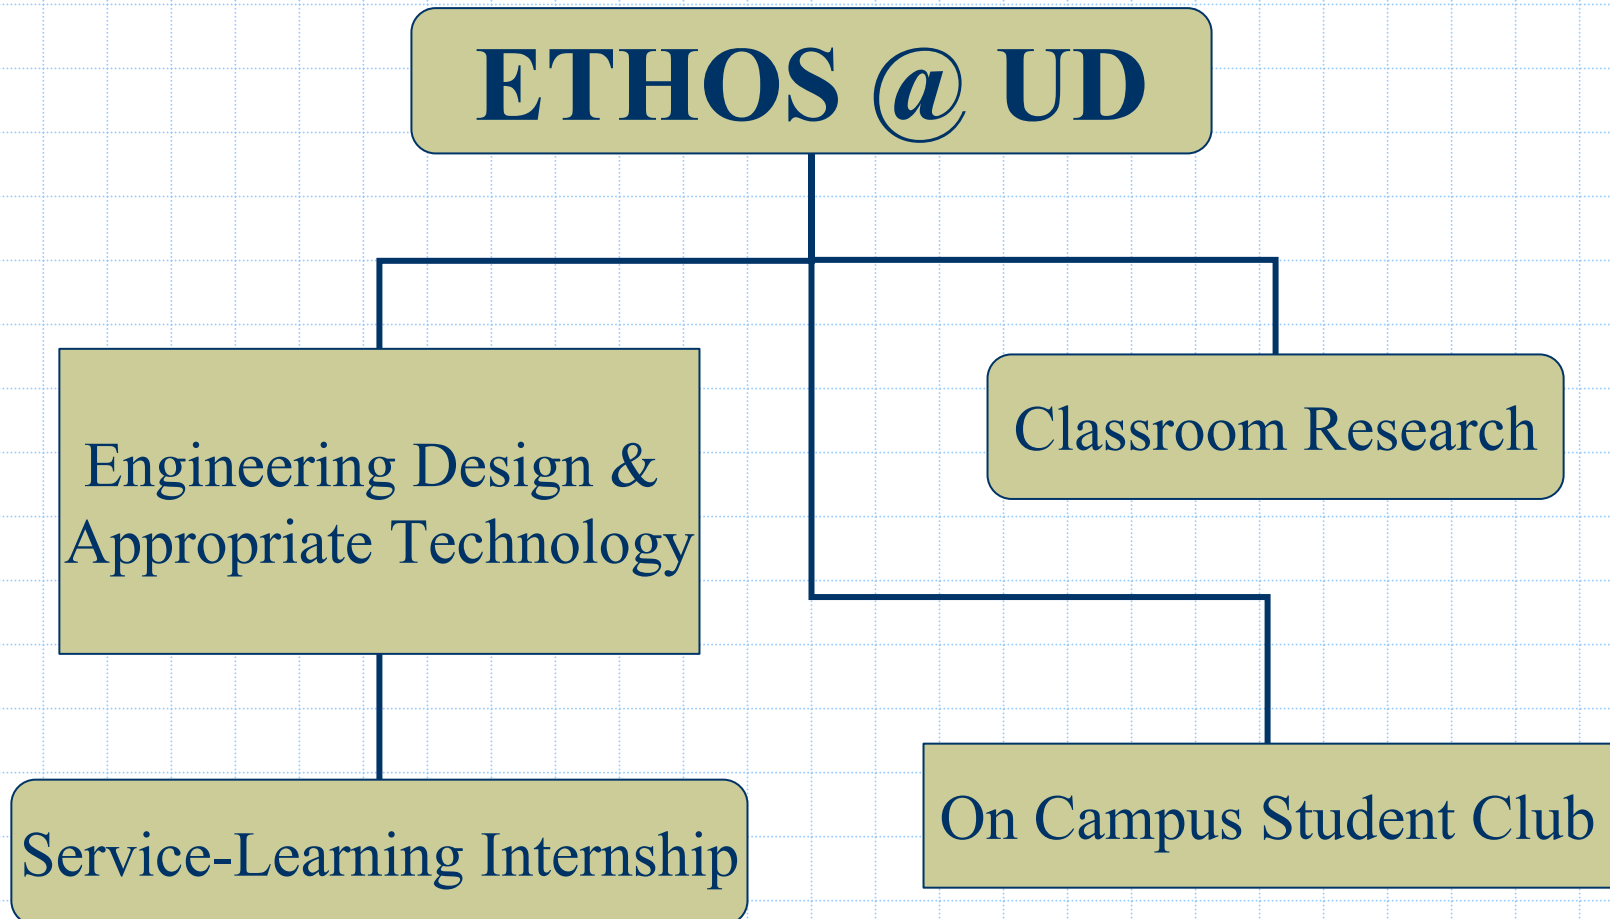 ETHOS @ UD
Engineering Design &
Appropriate Technology
Classroom Research
Service-Learning Internship
On Campus Student Club